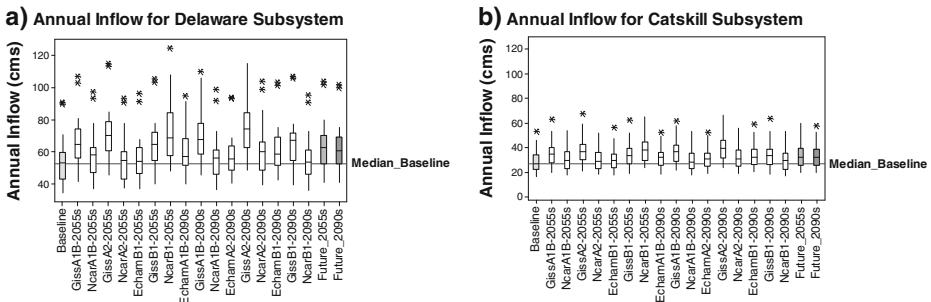 a) Annual Inflow for Delaware Subsystem
Annual Inflow (cms)
120
100
80
60
40
Median_Baseline
Baseline
GissA1B-2055s
NcarA1B-2055s
GissA2-2055s
NcarA2-2055s
EchamB1-2055s
GissB1-2055s
NcarB1-2055s
EchamA1B-2090s
GissA1B-2090s
NcarA1B-2090s
EchamA2-2090s
GissA2-2090s
NcarA2-2090s
EchamB1-2090s
GissB1-2090s
NcarB1-2090s
Future_2055s
Future_2090s
b) Annual Inflow for Catskill Subsystem
Annual Inflow (cms)
120
100
80
60
40
20
0
Median_Baseline
Baseline
GissA1B-2055s
NcarA1B-2055s
GissA2-2055s
NcarA2-2055s
EchamB1-2055s
GissB1-2055s
NcarB1-2055s
EchamA1B-2090s
GissA1B-2090s
NcarA1B-2090s
EchamA2-2090s
GissA2-2090s
NcarA2-2090s
EchamB1-2090s
GissB1-2090s
NcarB1-2090s
Future_2055s
Future_2090s